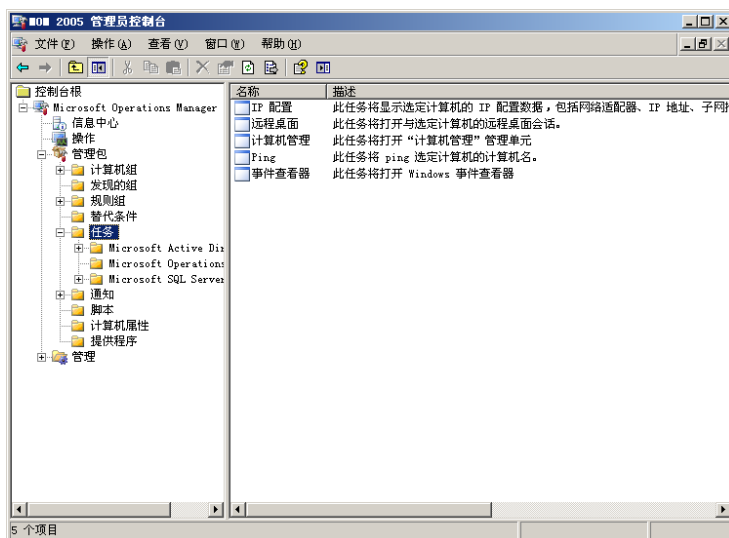 MOM 2005 管理员控制台
文件(F) 操作(A) 查看(V) 窗口(W) 帮助(H)
控制台根
Microsoft Operations Manager
信息中心
操作
管理包
计算机组
发现的组
规则组
替代条件
任务
Microsoft Active Dir
Microsoft Operations
Microsoft SQL Server
通知
脚本
计算机属性
提供程序
管理
名称 描述
IP 配置 此任务将显示选定计算机的 IP 配置数据，包括网络适配器、IP 地址、子网
远程桌面 此任务将打开与选定计算机的远程桌面会话。
计算机管理 此任务将打开“计算机管理”管理单元
Ping 此任务将 ping 选定计算机的计算机名。
事件查看器 此任务将打开 Windows 事件查看器
5 个项目